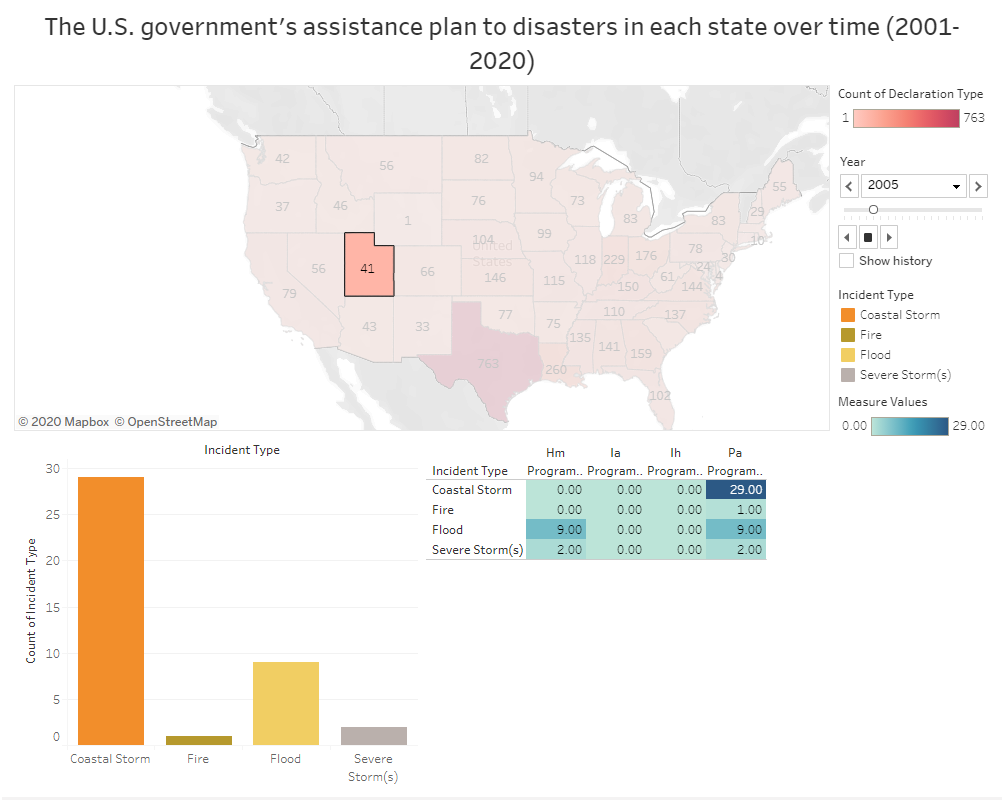 The U.S. government’s assistance plan to disasters in each state over time (2001-
2020)
Count of Declaration Type
1 763
Year
2005
Show history
Incident Type
Coastal Storm
Fire
Flood
Severe Storm(s)
Measure Values
0.00 29.00
42 56 82 94 73 83 55
37 46 1 76 99 83 29
10
104 United
States
56 41 66 146 115 118 229 176 78 30
24 4
79 150 61 144
43 33 77 75 110 137
135 141 159
763 260
102
© 2020 Mapbox © OpenStreetMap
Incident Type
Count of Incident Type
30
25
20
15
10
5
0
Coastal Storm Fire Flood Severe
Storm(s)
Hm Ia Ih Pa
Incident Type Program.. Program.. Program.. Program..
Coastal Storm 0.00 0.00 0.00 29.00
Fire 0.00 0.00 0.00 1.00
Flood 9.00 0.00 0.00 9.00
Severe Storm(s) 2.00 0.00 0.00 2.00